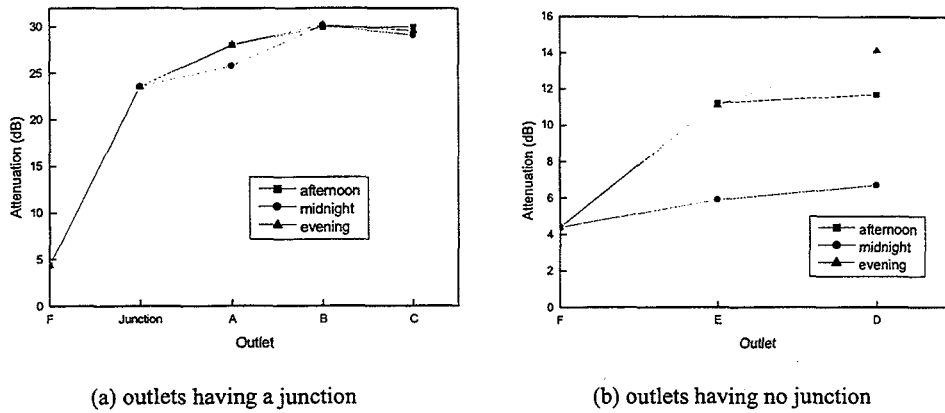 30
25
20
15
10
5
0
Attenuation (dB)
afternoon
midnight
evening
F Junction A B C
Outlet
(a) outlets having a junction
16
14
12
10
8
6
4
2
0
Attenuation (dB)
afternoon
midnight
evening
F E D
Outlet
(b) outlets having no junction